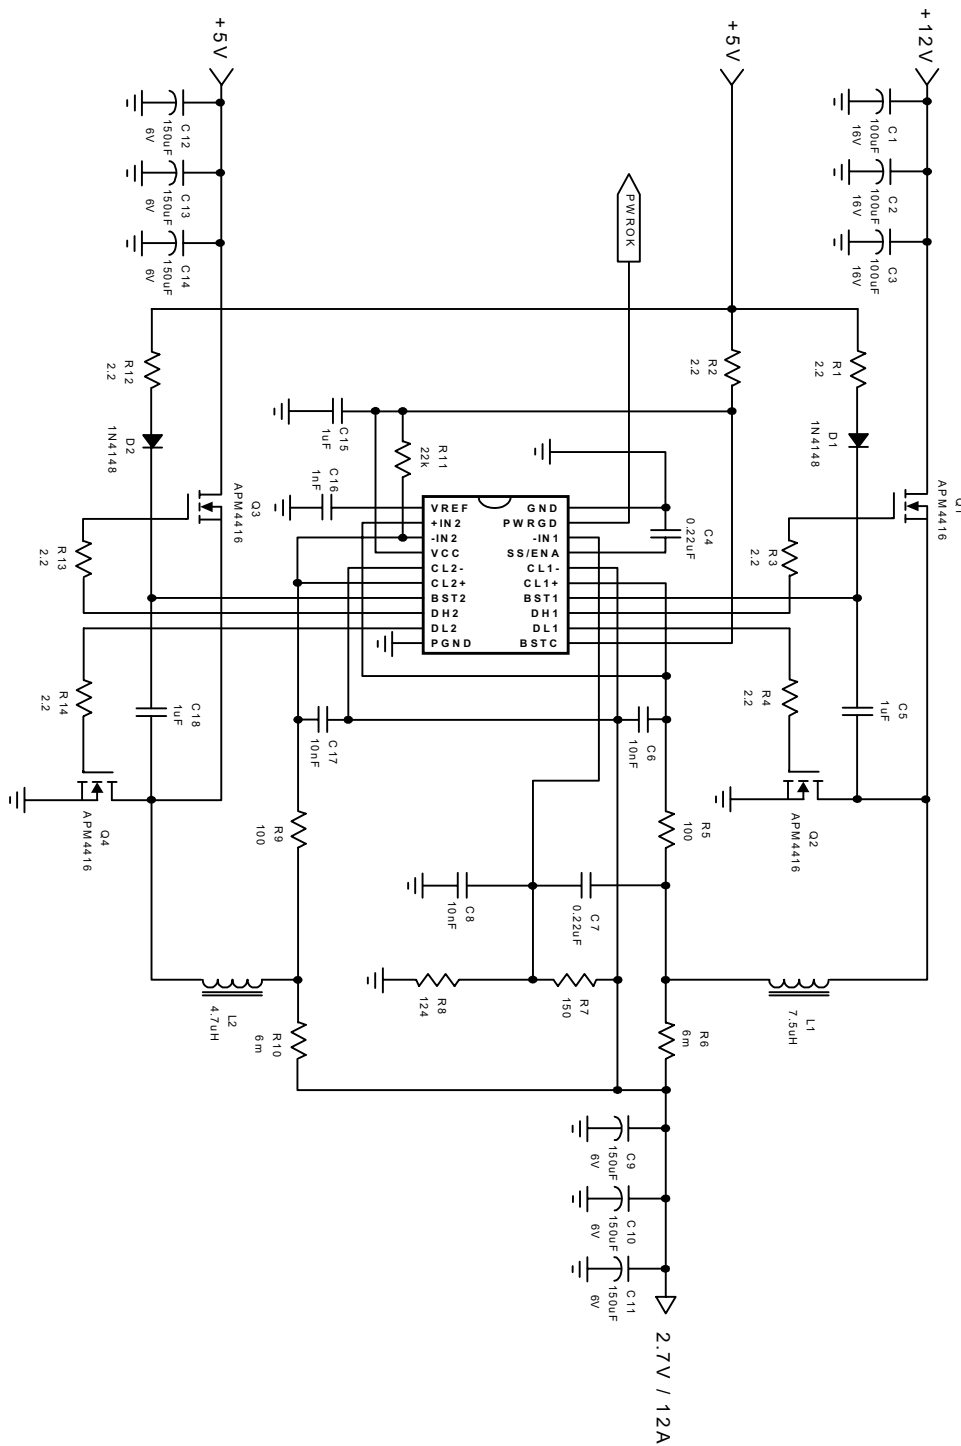 +5V
+5V
+12V
C12
150uF
6V
C13
150uF
6V
C14
150uF
6V
C1
100uF
16V
C2
100uF
16V
C3
100uF
16V
PWROK
R12
2.2
R2
2.2
R1
2.2
D2
1N4148
D1
1N4148
C15
1uF
R11
22k
C16
1nF
Q3
APM4416
Q1
APM4416
C4
0.22uF
R13
2.2
R3
2.2
VREF
+IN2
-IN2
VCC
CL2-
CL2+
BST2
DH2
DL2
PGND
GND
PWRGD
-IN1
SS/ENA
CL1-
CL1+
BST1
DH1
DL1
BSTC
R14
2.2
C18
1uF
R4
2.2
C5
1uF
C17
10nF
C6
10nF
Q4
APM4416
Q2
APM4416
R9
100
R5
100
C8
10nF
C7
0.22uF
R8
124
R7
150
L2
4.7uH
L1
7.5uH
R10
6m
R6
6m
C9
150uF
6V
C10
150uF
6V
C11
150uF
6V
2.7V / 12A